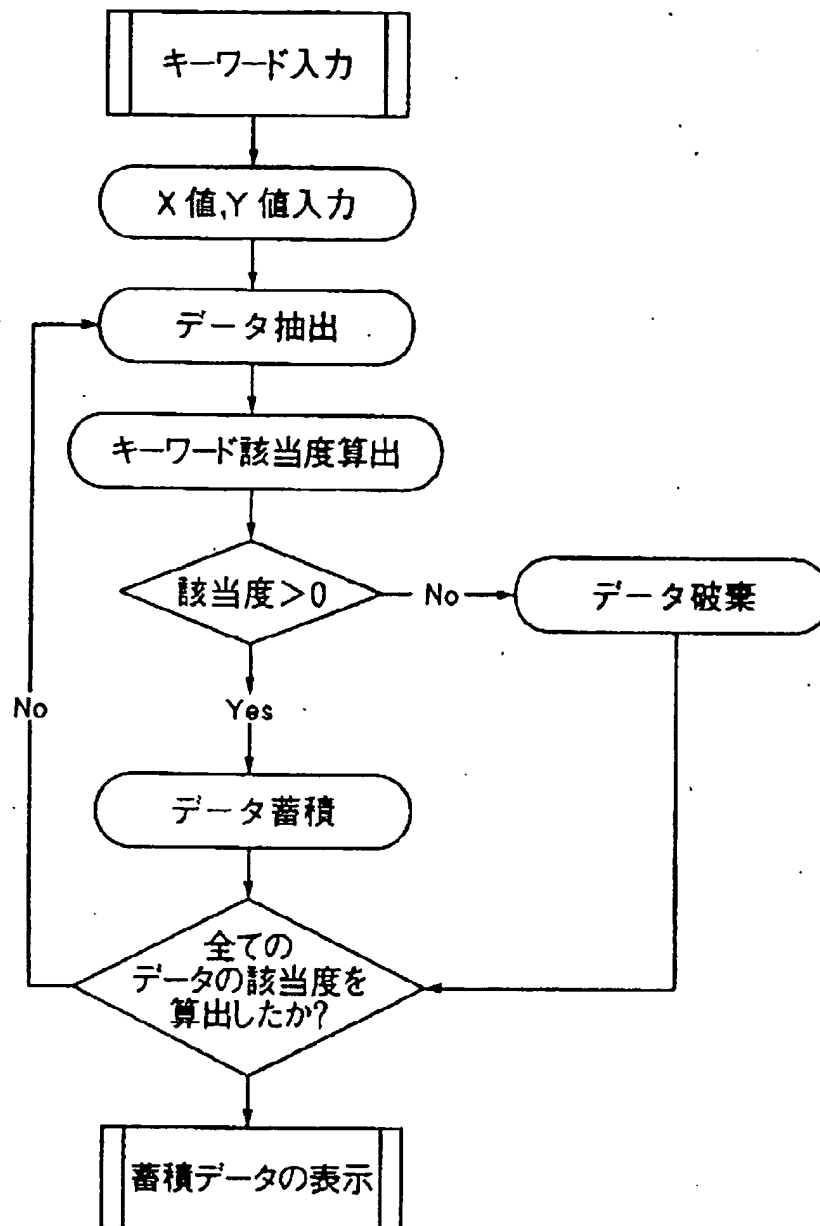 キーワード入力
X値,Y値入力
データ抽出
キーワード該当度算出
該当度>0
No
データ破棄
No
Yes
データ蓄積
全ての
データの該当度を
算出したか?
蓄積データの表示